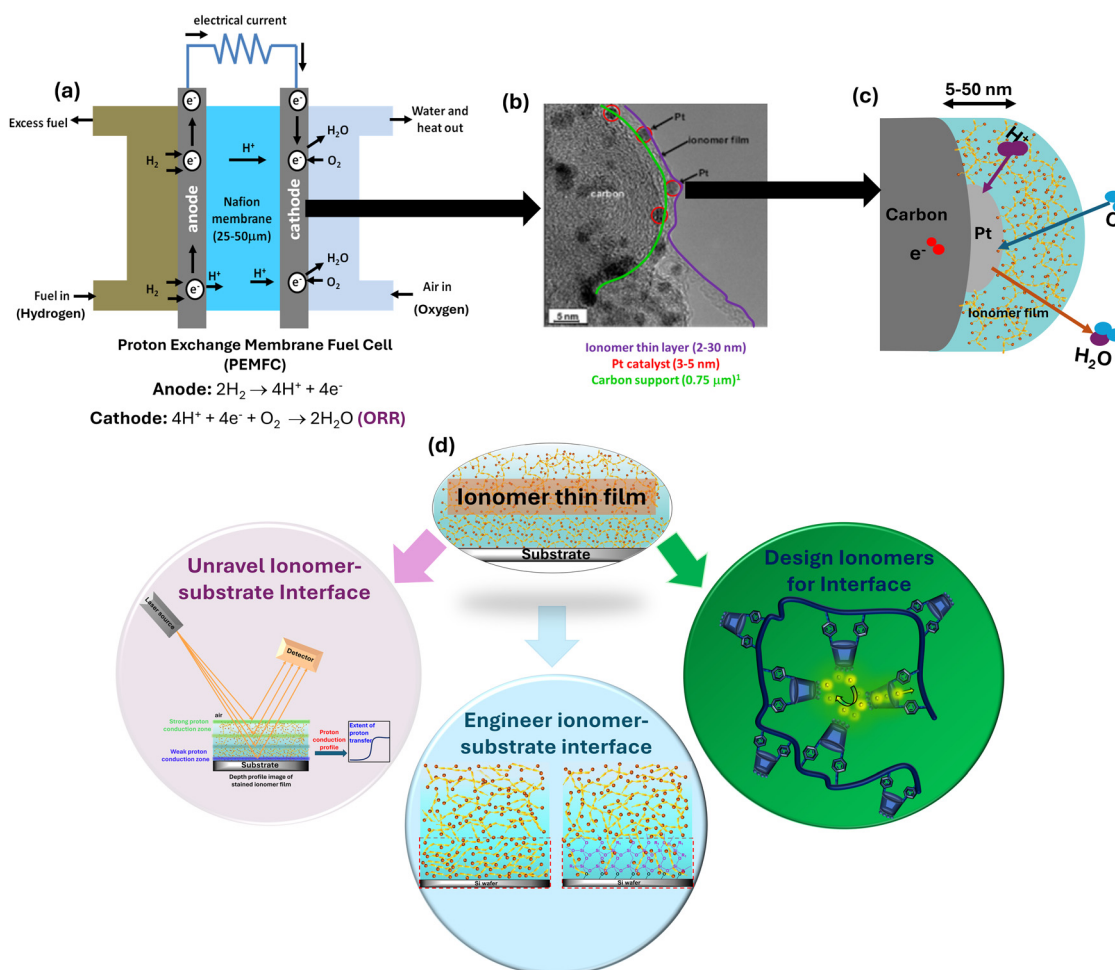 electrical current
(a)
Excess fuel
Water and
heat out
e-
e-
H2O
H2
H+
e-
e-
O2
anode
Nafion
membrane
(25-50μm)
cathode
H2O
H+
H+
H2
e-
e-
O2
Fuel in
(Hydrogen)
Air in
(Oxygen)
Proton Exchange Membrane Fuel Cell
(PEMFC)
Anode: 2H2 → 4H+ + 4e-
Cathode: 4H+ + 4e- + O2 → 2H2O (ORR)
(b)
Pt
ionomer film
Pt
carbon
5 nm
Ionomer thin layer (2-30 nm)
Pt catalyst (3-5 nm)
Carbon support (0.75 μm)1
(c)
5-50 nm
H+
Carbon
Pt
e-
Ionomer film
H2O
(d)
Ionomer thin film
Substrate
Unravel Ionomer-
substrate Interface
Laser source
Detector
air
Strong proton
conduction zone
Weak proton
conduction zone
Substrate
Depth profile image of
stained ionomer film
Proton
conduction
profile
Extent of
proton
transfer
Engineer ionomer-
substrate interface
Si wafer
Si wafer
Design Ionomers
for Interface